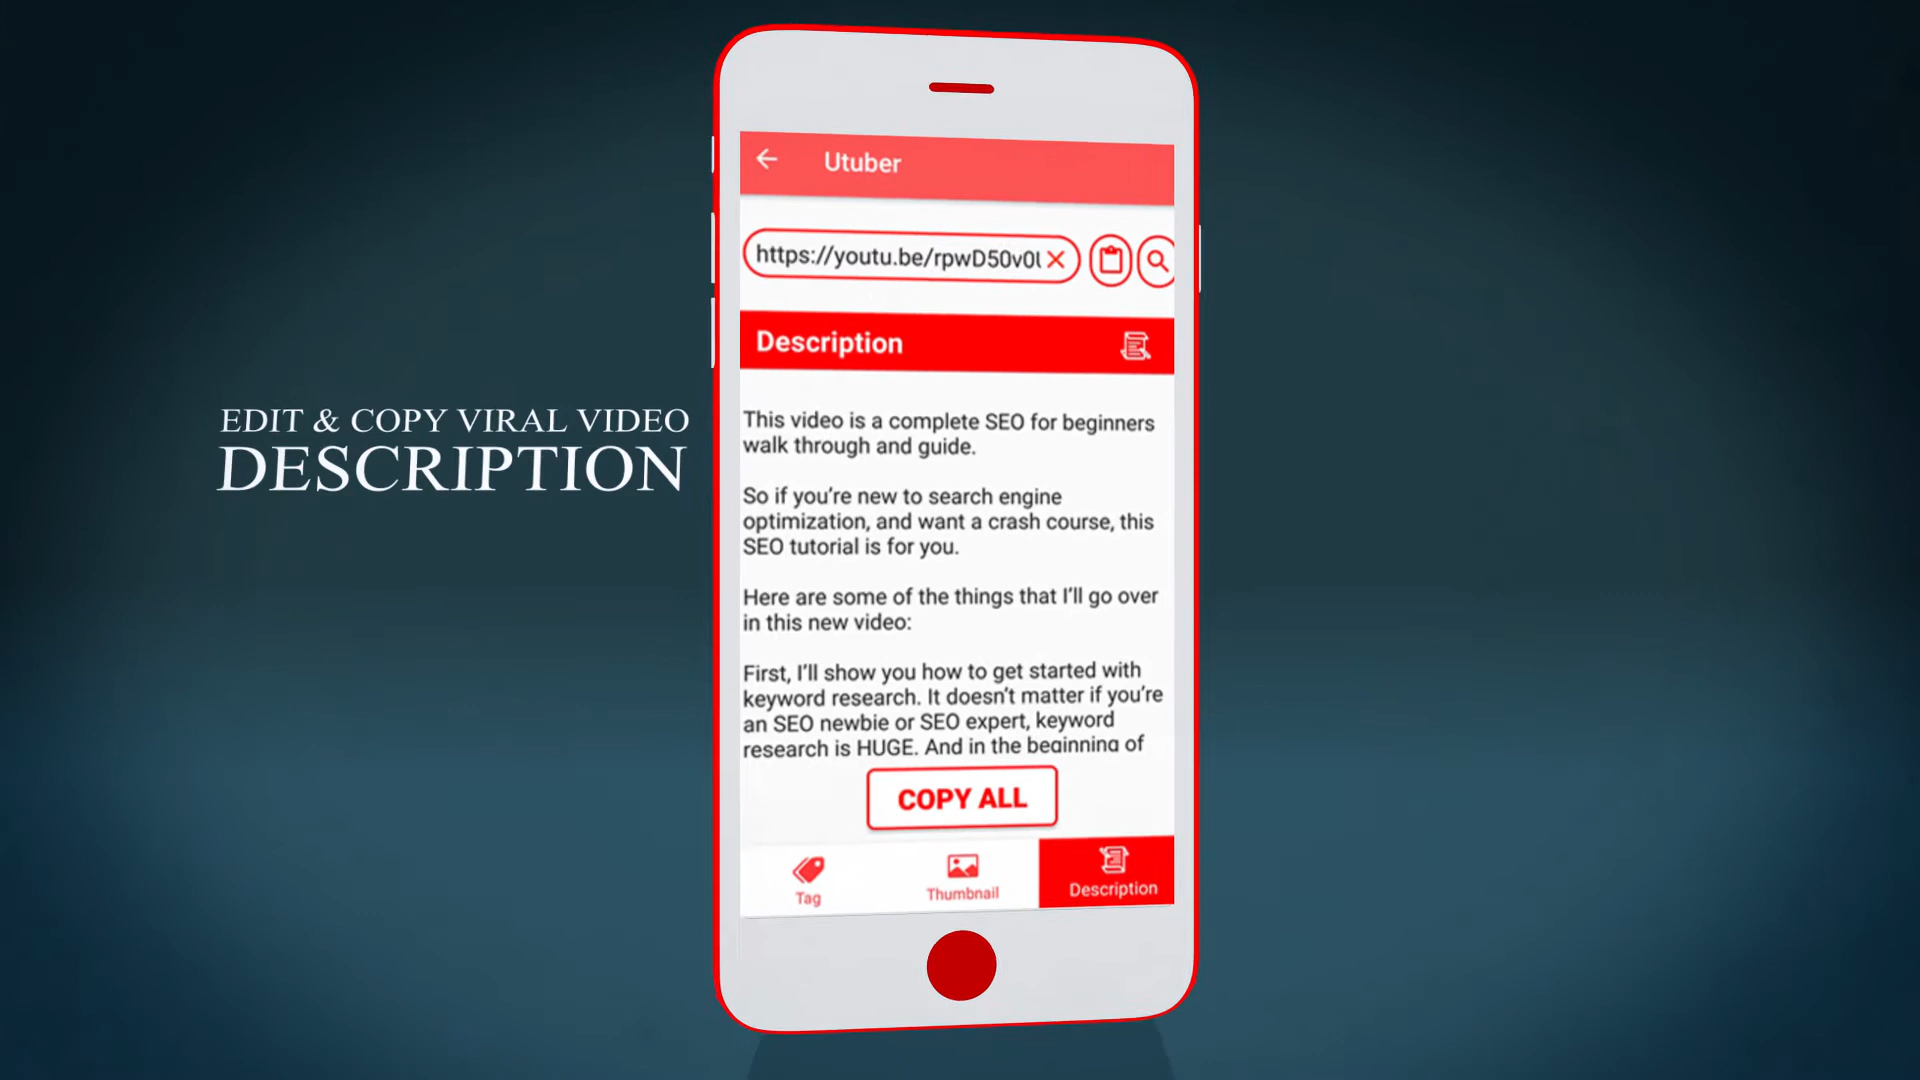 Utuber
https://youtu.be/rpwD50v0l
Description
EDIT & COPY VIRAL VIDEO
DESCRIPTION
This video is a complete SEO for beginners
walk through and guide.
So if you’re new to search engine
optimization, and want a crash course, this
SEO tutorial is for you.
Here are some of the things that I’ll go over
in this new video:
First, I’ll show you how to get started with
keyword research. It doesn’t matter if you’re
an SEO newbie or SEO expert, keyword
research is HUGE. And in the beginning of
COPY ALL
Tag
Thumbnail
Description